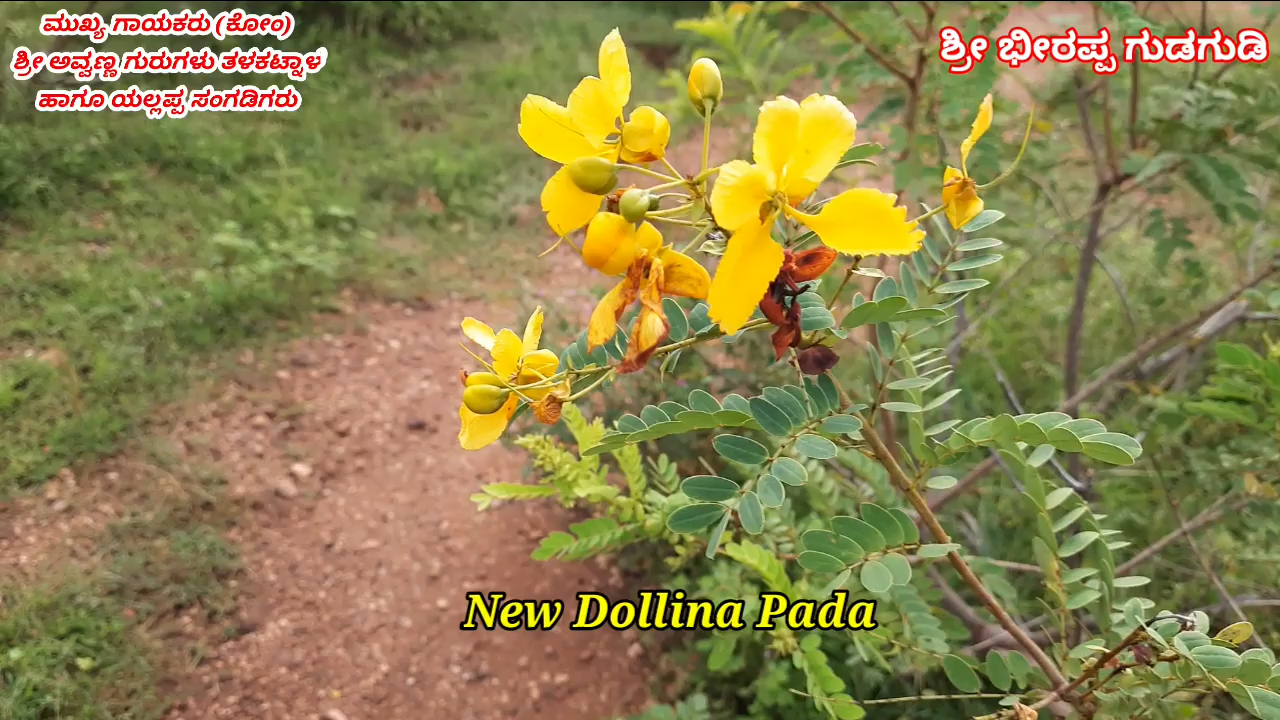 ಮುಖ್ಯ ಗಾಯಕರು (ಕೋಂ)
ಶ್ರೀ ಅವ್ವಣ್ಣ ಗುರುಗಳು ತಳಕಟ್ನಾಳ
ಹಾಗೂ ಯಲ್ಲಪ್ಪ ಸಂಗಡಿಗರು
ಶ್ರೀ ಭೀರಪ್ಪ ಗುಡಗುಡಿ
New Dollina Pada